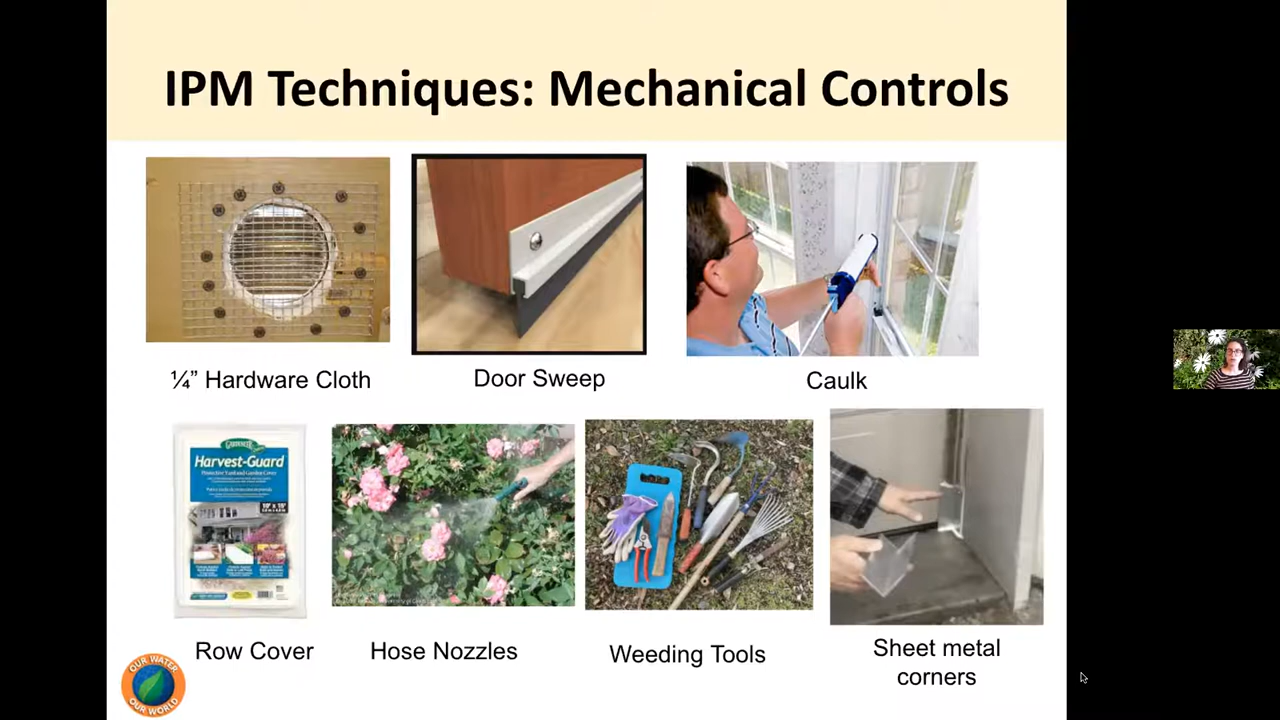 IPM Techniques: Mechanical Controls
¼” Hardware Cloth
Door Sweep
Caulk
Harvest-Guard
Row Cover
Hose Nozzles
Weeding Tools
Sheet metal
corners
OUR WATER
OUR WORLD